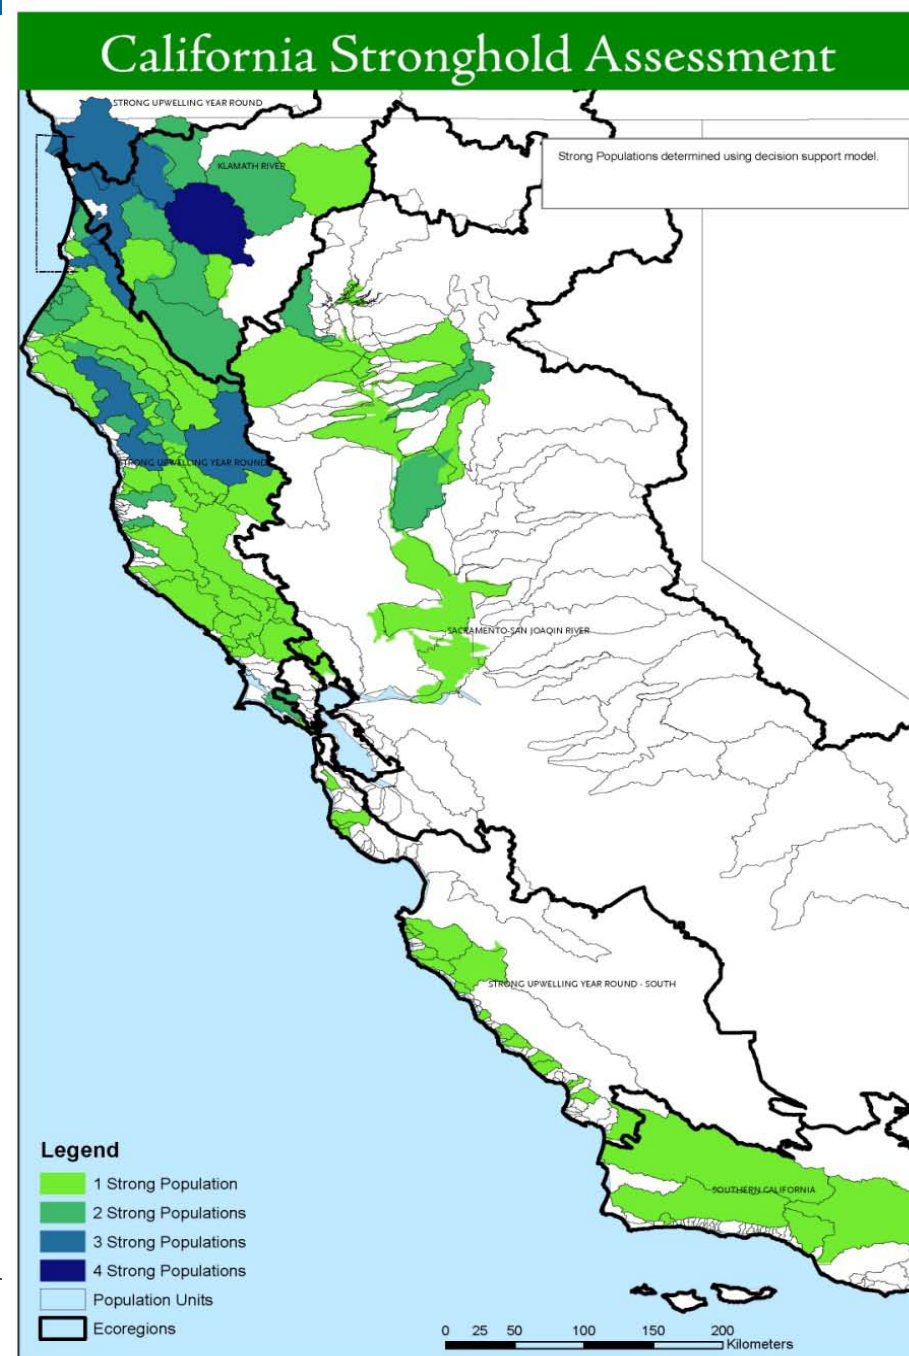 California Stronghold Assessment
STRONG UPWELLING YEAR ROUND
Strong Populations determined using decision support model.
KLAMATH RIVER
STRONG UPWELLING YEAR ROUND
SACRAMENTO-SAN JOAQIN RIVER
STRONG UPWELLING YEAR ROUND - SOUTH
SOUTHERN CALIFORNIA
Legend
1 Strong Population
2 Strong Populations
3 Strong Populations
4 Strong Populations
Population Units
Ecoregions
0 25 50 100 150 200
Kilometers